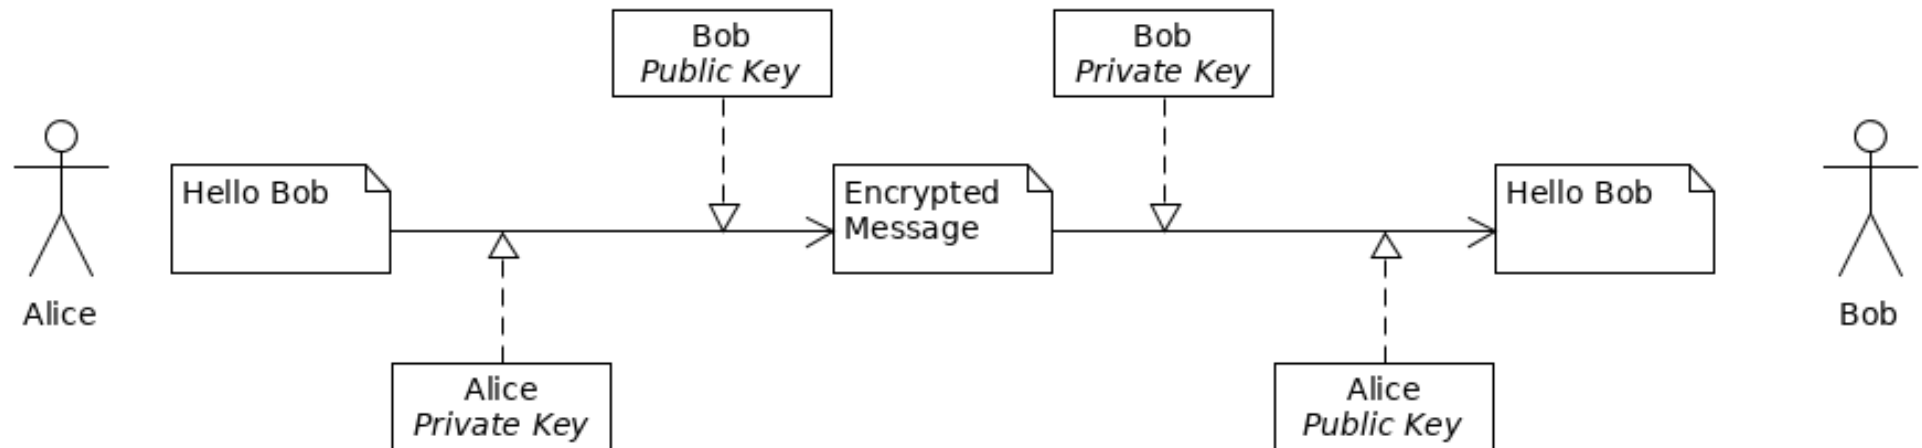 Bob
Public Key
Bob
Private Key
Hello Bob
Encrypted
Message
Hello Bob
Alice
Bob
Alice
Private Key
Alice
Public Key